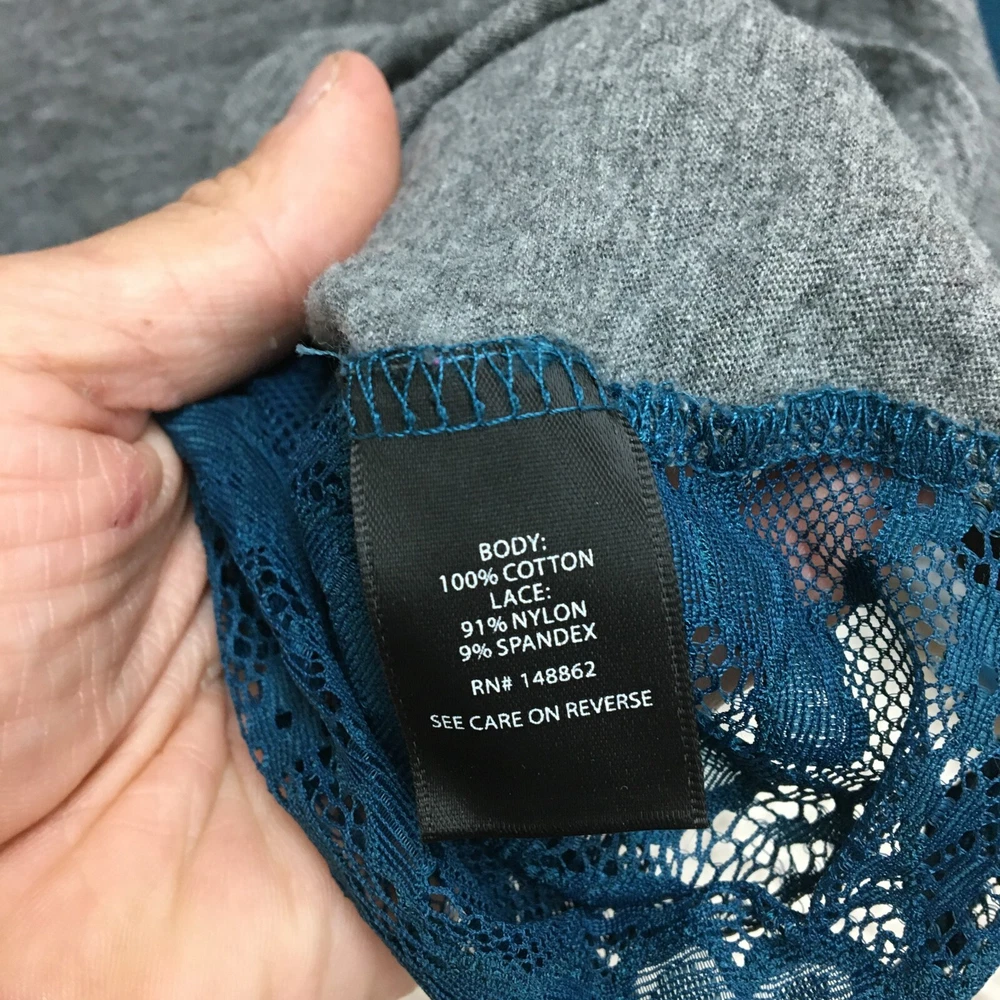 BODY:
100% COTTON
LACE:
91% NYLON
9% SPANDEX
RN# 148862
SEE CARE ON REVERSE